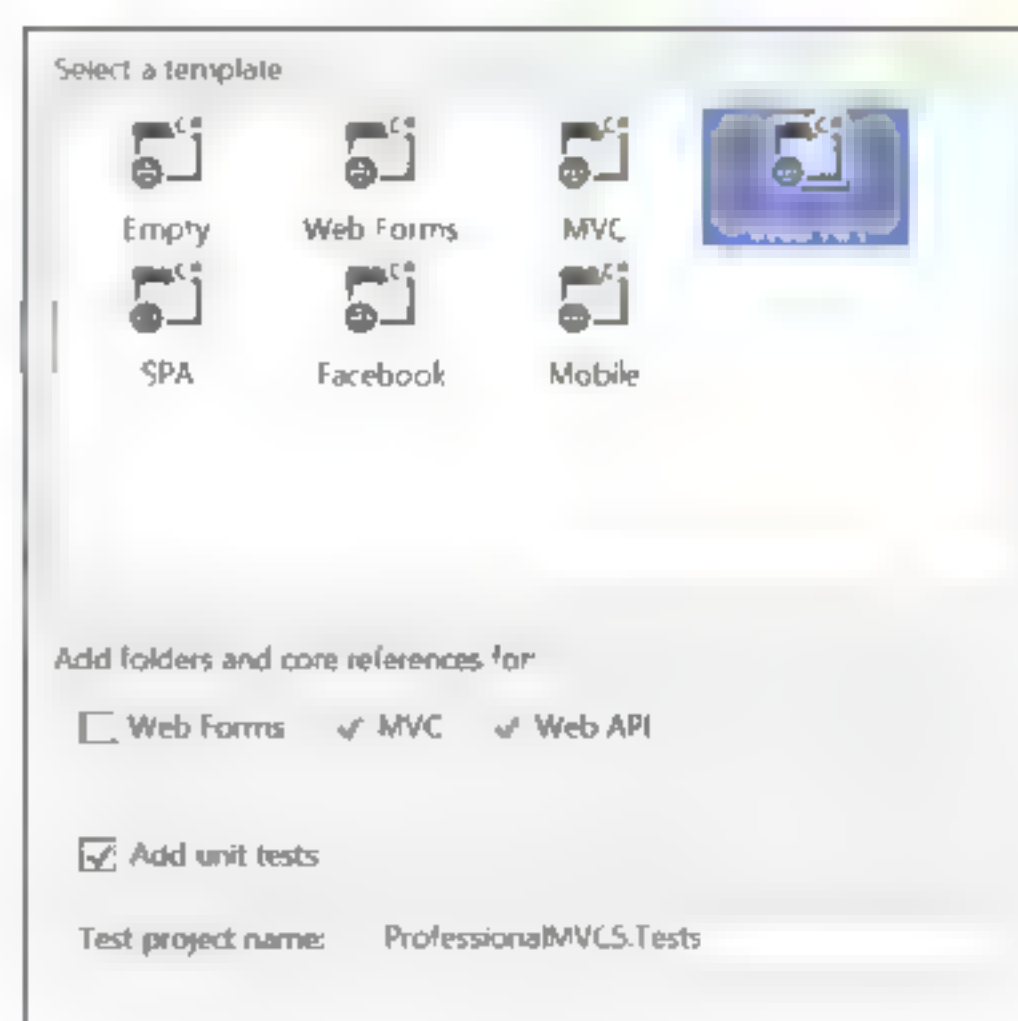 Select a template
Empty Web Forms MVC
SPA Facebook Mobile
Add folders and core references for:
Web Forms MVC Web API
Add unit tests
Test project name: ProfessionalMVC5.Tests